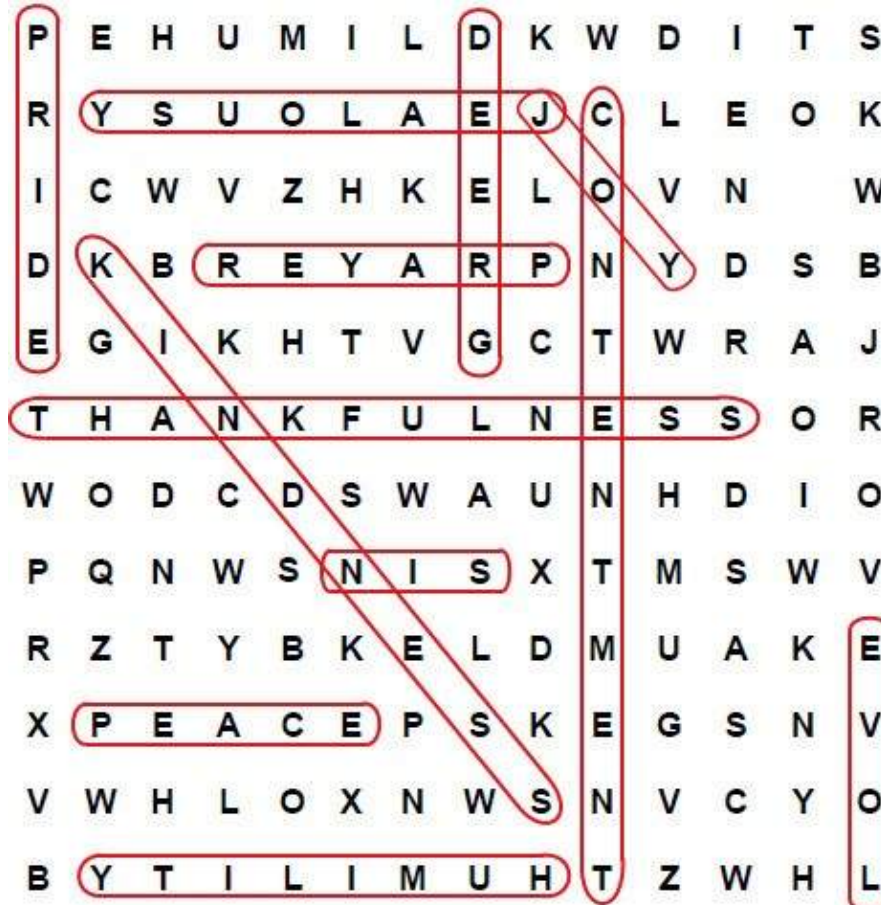 P E H U M I L D K W D I T S
R Y S U O L A E J C L E O K
I C W V Z H K E L O V N W
D K B R E Y A R P N Y D S B
E G I K H T V G C T W R A J
T H A N K F U L N E S S O R
W O D C D S W A U N H D I O
P Q N W S N I S X T M S W V
R Z T Y B K E L D M U A K E
X P E A C E P S K E G S N V
V W H L O X N W S N V C Y O
B Y T I L I M U H T Z W H L